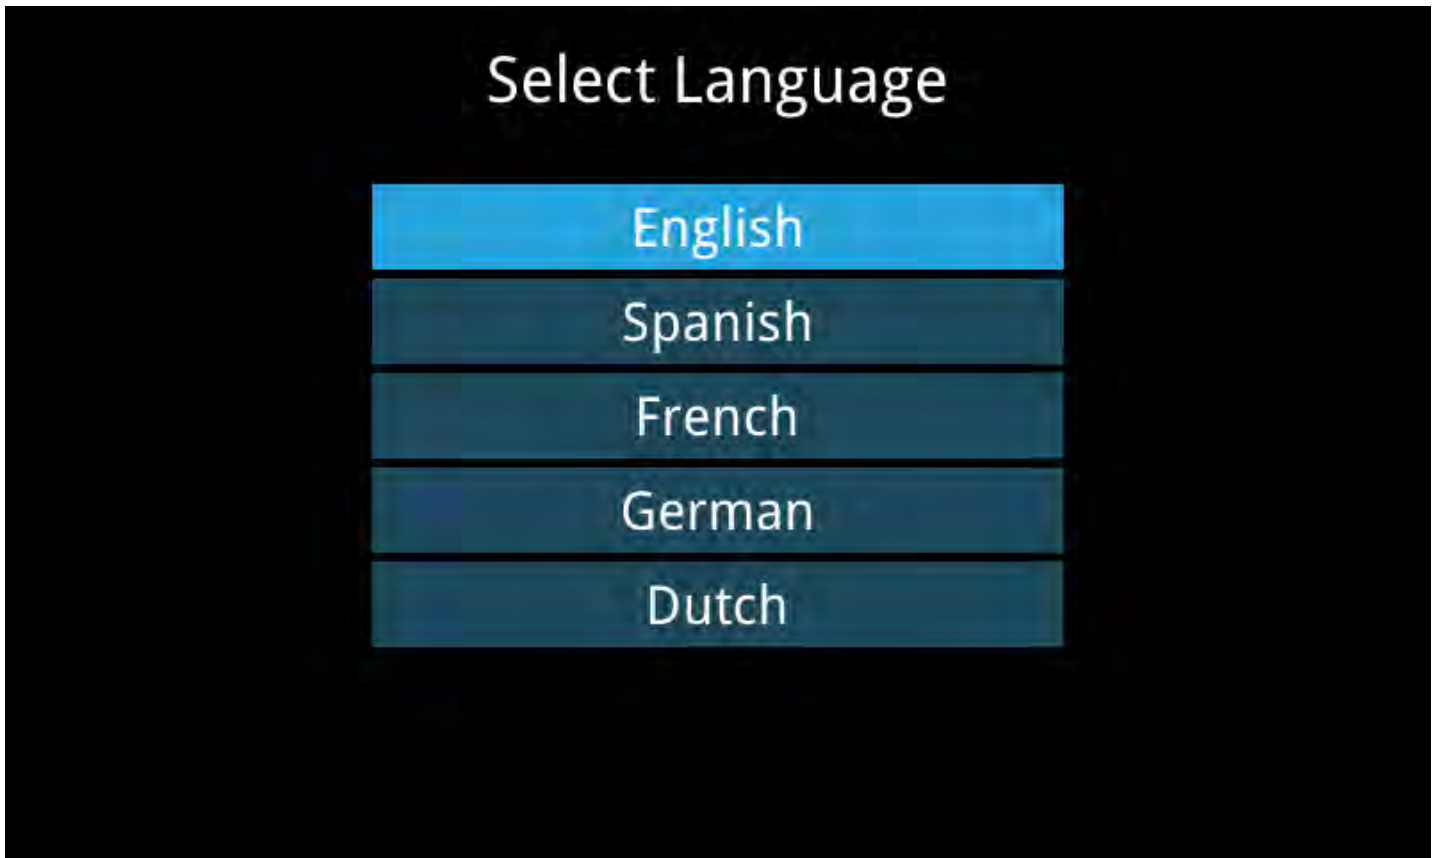 Select Language
English
Spanish
French
German
Dutch